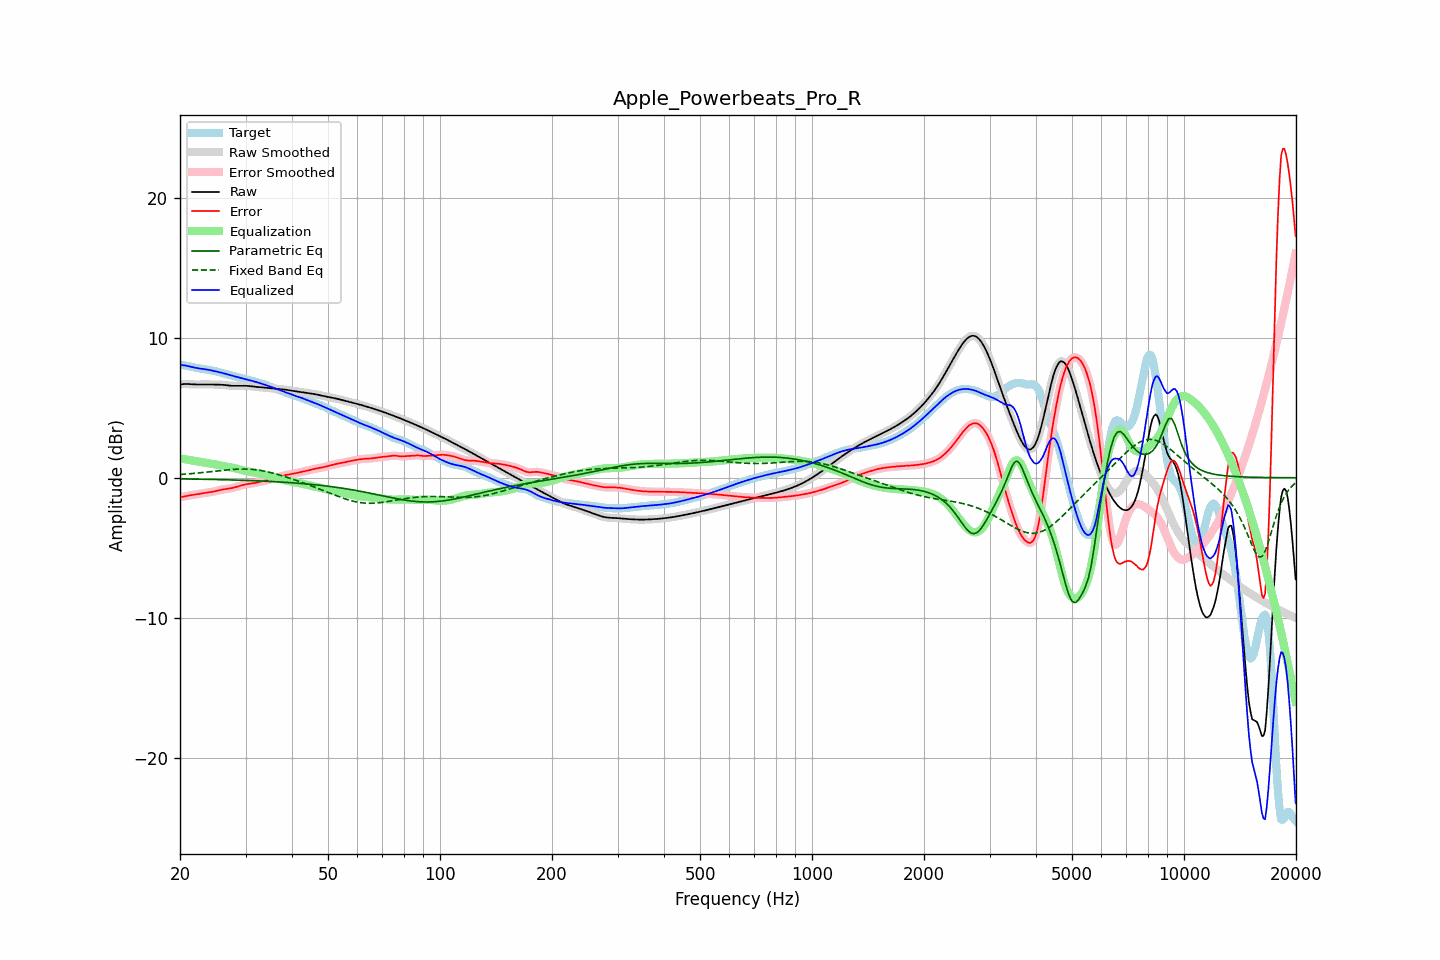 Apple_Powerbeats_Pro_R
Target
Raw Smoothed
Error Smoothed
Raw
Error
Equalization
Parametric Eq
Fixed Band Eq
Equalized
20
10
0
−10
−20
Amplitude (dBr)
20 50 100 200 500 1000 2000 5000 10000 20000
Frequency (Hz)